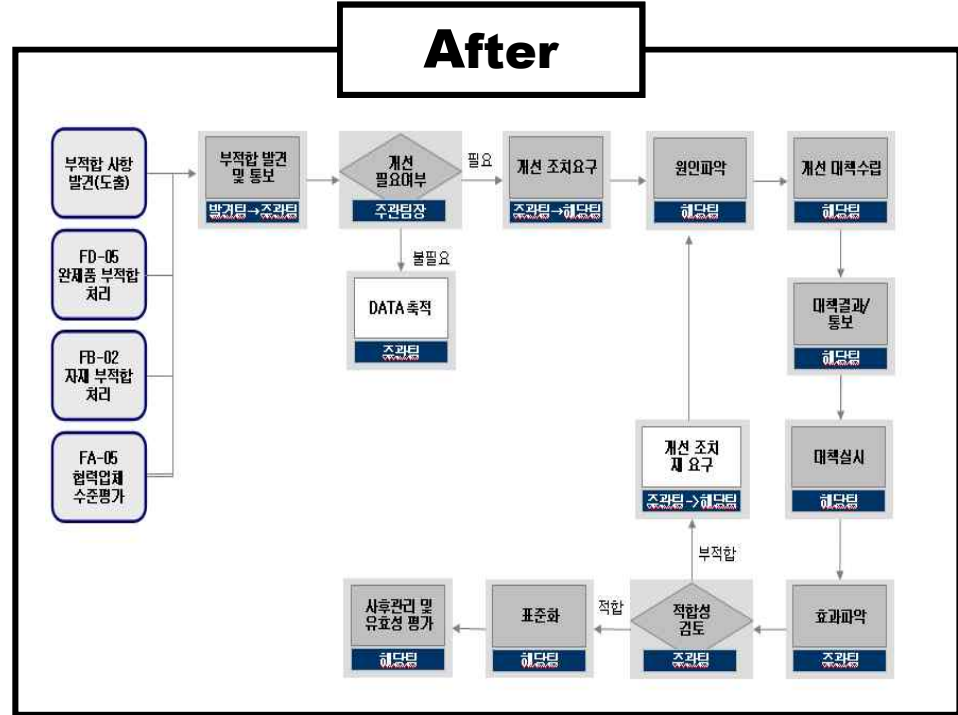 After
부적합 사항
발견(도출)
부적합 발견
및 통보
발견팀→주관팀
개선
필요여부
주관팀장
필요
개선 조치요구
주관팀→해당팀
원인파악
해당팀
개선 대책수립
해당팀
불필요
FD-05
완제품 부적합
처리
DATA 축적
주관팀
대책결과/
통보
해당팀
FB-02
자재 부적합
처리
개선 조치
재 요구
주관팀->해당팀
대책실시
해당팀
FA-05
협력업체
수준평가
부적합
사후관리 및
유효성 평가
해당팀
표준화
해당팀
적합
적합성
검토
주관팀
효과파악
주관팀